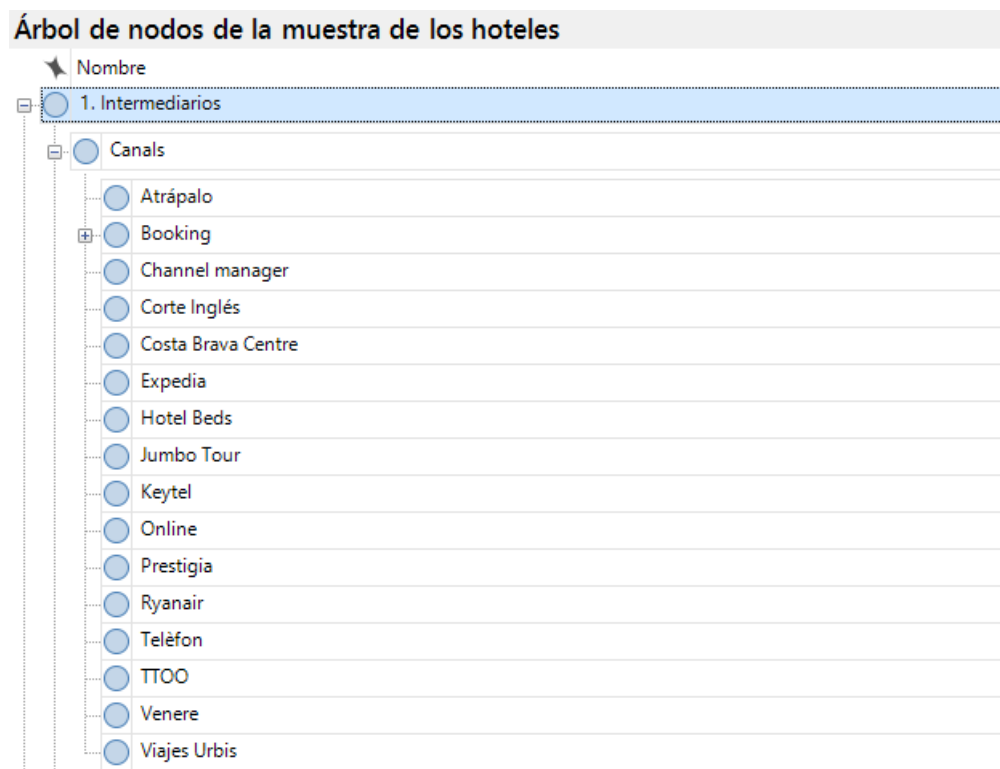 Árbol de nodos de la muestra de los hoteles
Nombre
1. Intermediarios
Canals
Atrápalo
Booking
Channel manager
Corte Inglés
Costa Brava Centre
Expedia
Hotel Beds
Jumbo Tour
Keytel
Online
Prestigia
Ryanair
Telèfon
TTOO
Venere
Viajes Urbis